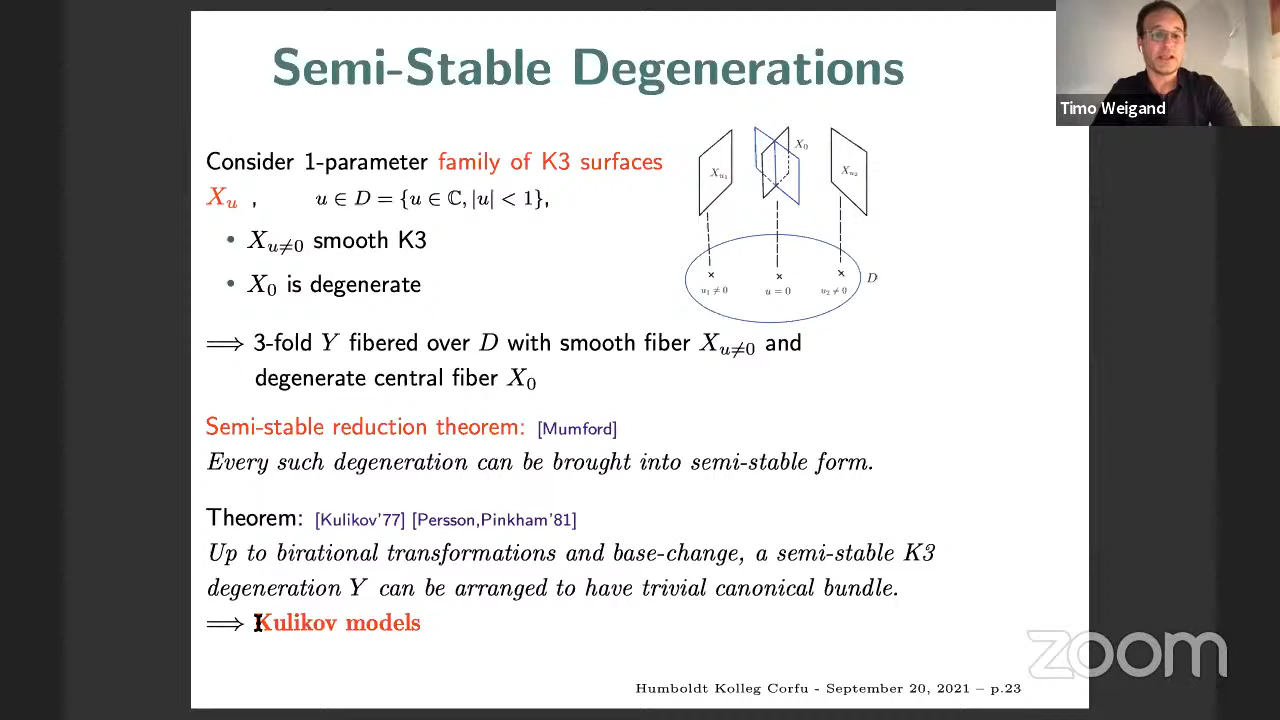 Semi-Stable Degenerations
Timo Weigand
Consider 1-parameter family of K3 surfaces
X_u , u ∈ D = {u ∈ ℂ, |u| < 1},
• X_{u≠0} smooth K3
• X_0 is degenerate
X_{u_1} X_0 X_{u_2}
D
u_1 ≠ 0 u = 0 u_2 ≠ 0
⟹ 3-fold Y fibered over D with smooth fiber X_{u≠0} and
degenerate central fiber X_0
Semi-stable reduction theorem: [Mumford]
Every such degeneration can be brought into semi-stable form.
Theorem: [Kulikov'77] [Persson,Pinkham'81]
Up to birational transformations and base-change, a semi-stable K3
degeneration Y can be arranged to have trivial canonical bundle.
⟹ Kulikov models
zoom
Humboldt Kolleg Corfu - September 20, 2021 – p.23